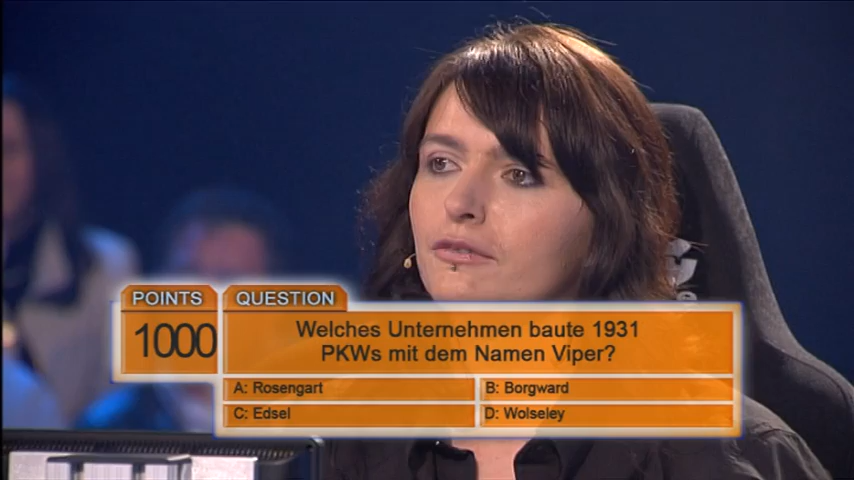 POINTS
QUESTION
1000
Welches Unternehmen baute 1931
PKWs mit dem Namen Viper?
A: Rosengart
B: Borgward
C: Edsel
D: Wolseley